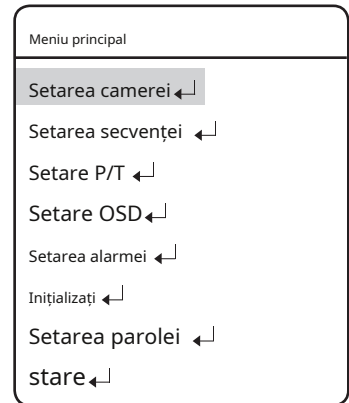 Meniu principal
Setarea camerei
Setarea secvenței
Setare P/T
Setare OSD
Setarea alarmei
Inițializați
Setarea parolei
stare